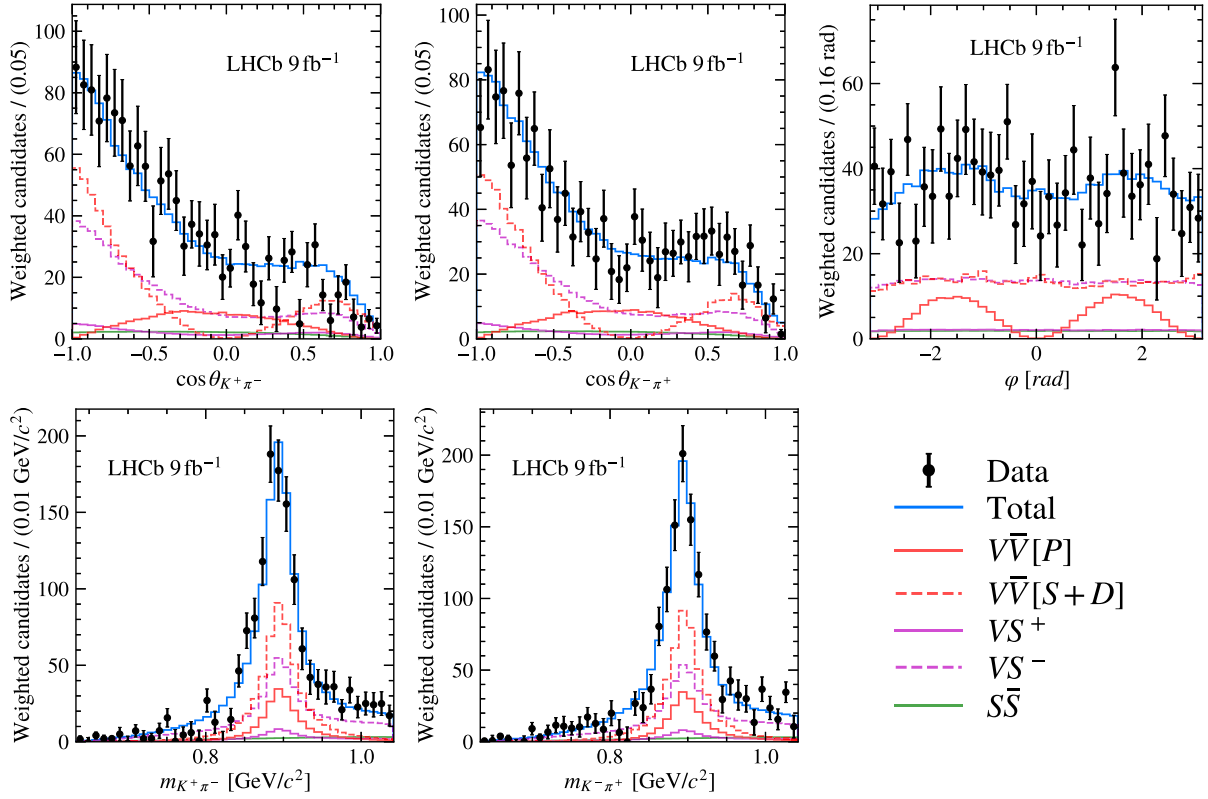 Weighted candidates / (0.05)
100
80
60
40
20
0
LHCb 9 fb⁻¹
-1.0 -0.5 0.0 0.5 1.0
cos θ_{K⁺π⁻}
Weighted candidates / (0.05)
100
80
60
40
20
0
LHCb 9 fb⁻¹
-1.0 -0.5 0.0 0.5 1.0
cos θ_{K⁻π⁺}
Weighted candidates / (0.16 rad)
80
60
40
20
0
LHCb 9 fb⁻¹
-2 0 2
φ [rad]
Weighted candidates / (0.01 GeV/c²)
200
150
100
50
0
LHCb 9 fb⁻¹
0.8 1.0
m_{K⁺π⁻} [GeV/c²]
Weighted candidates / (0.01 GeV/c²)
200
150
100
50
0
LHCb 9 fb⁻¹
0.8 1.0
m_{K⁻π⁺} [GeV/c²]
Data
Total
VV̅[P]
VV̅[S+D]
VS⁺
VS⁻
SS̅